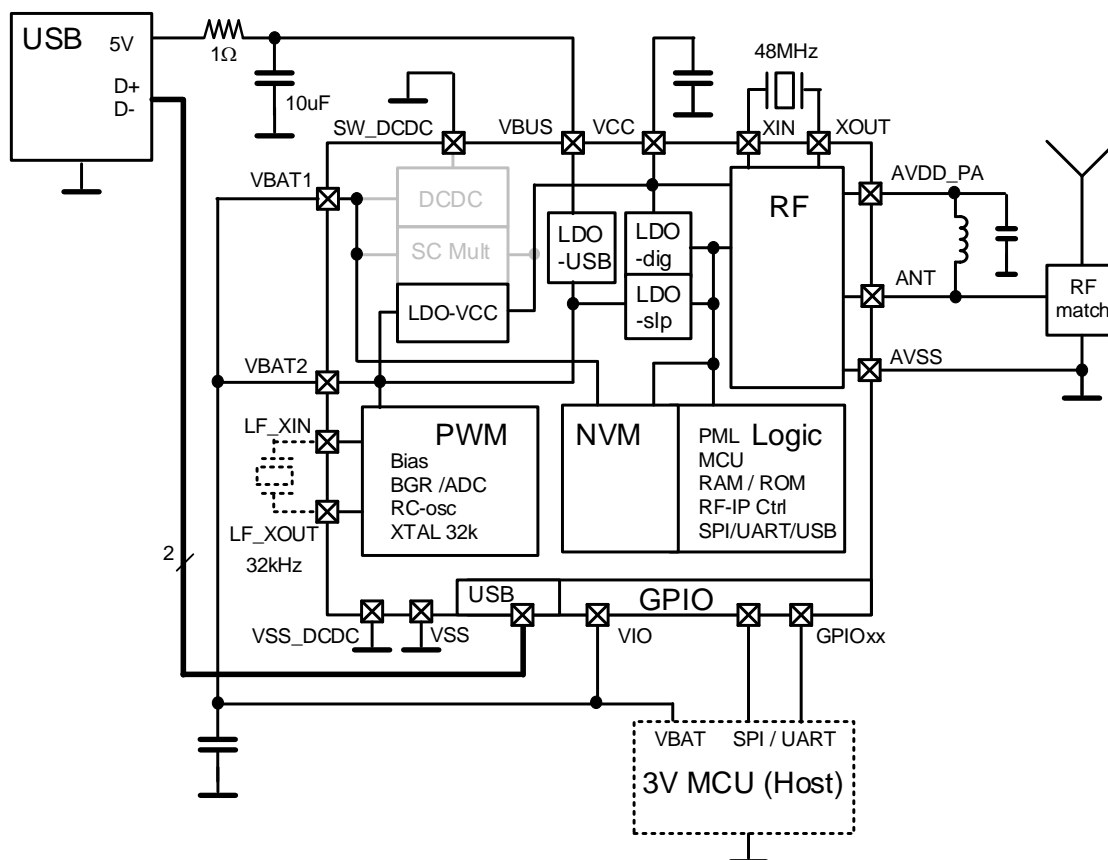 USB
5V
D+
D-
1Ω
10uF
48MHz
SW_DCDC
VBUS
VCC
XIN
XOUT
VBAT1
AVDD_PA
DCDC
SC Mult
LDO-VCC
LDO
-USB
LDO
-dig
LDO
-slp
RF
ANT
RF
match
AVSS
VBAT2
LF_XIN
LF_XOUT
32kHz
PWM
Bias
BGR /ADC
RC-osc
XTAL 32k
NVM
Logic
PML
MCU
RAM / ROM
RF-IP Ctrl
SPI/UART/USB
2
USB
GPIO
VSS_DCDC
VSS
VIO
GPIOxx
VBAT
SPI / UART
3V MCU (Host)